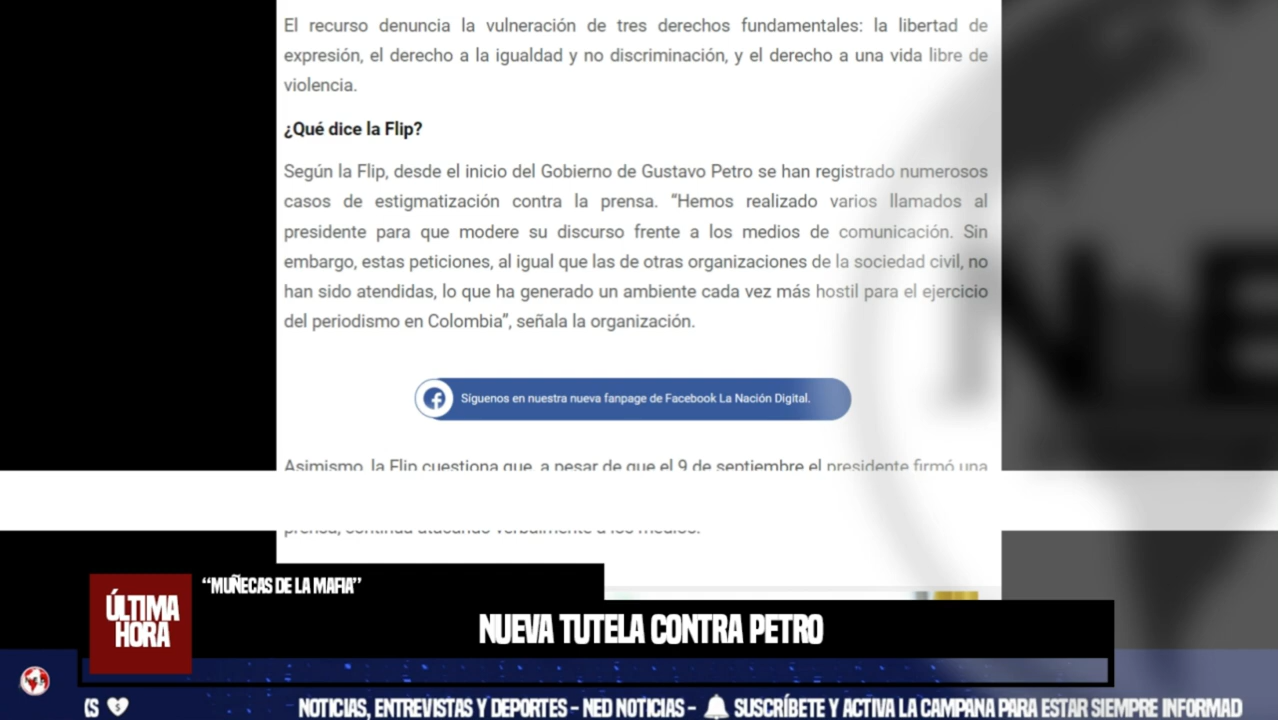 El recurso denuncia la vulneración de tres derechos fundamentales: la libertad de
expresión, el derecho a la igualdad y no discriminación, y el derecho a una vida libre de
violencia.
¿Qué dice la Flip?
Según la Flip, desde el inicio del Gobierno de Gustavo Petro se han registrado numerosos
casos de estigmatización contra la prensa. “Hemos realizado varios llamados al
presidente para que modere su discurso frente a los medios de comunicación. Sin
embargo, estas peticiones, al igual que las de otras organizaciones de la sociedad civil, no
han sido atendidas, lo que ha generado un ambiente cada vez más hostil para el ejercicio
del periodismo en Colombia”, señala la organización.
Síguenos en nuestra nueva fanpage de Facebook La Nación Digital.
Asimismo, la Flip cuestiona que, a pesar de que el 9 de septiembre el presidente firmó una
prensa, continúa atacando verbalmente a los medios.
NE
“MUÑECAS DE LA MAFIA”
ÚLTIMA
HORA
NUEVA TUTELA CONTRA PETRO
CS
NOTICIAS, ENTREVISTAS Y DEPORTES - NED NOTICIAS -
SUSCRÍBETE Y ACTIVA LA CAMPANA PARA ESTAR SIEMPRE INFORMAD